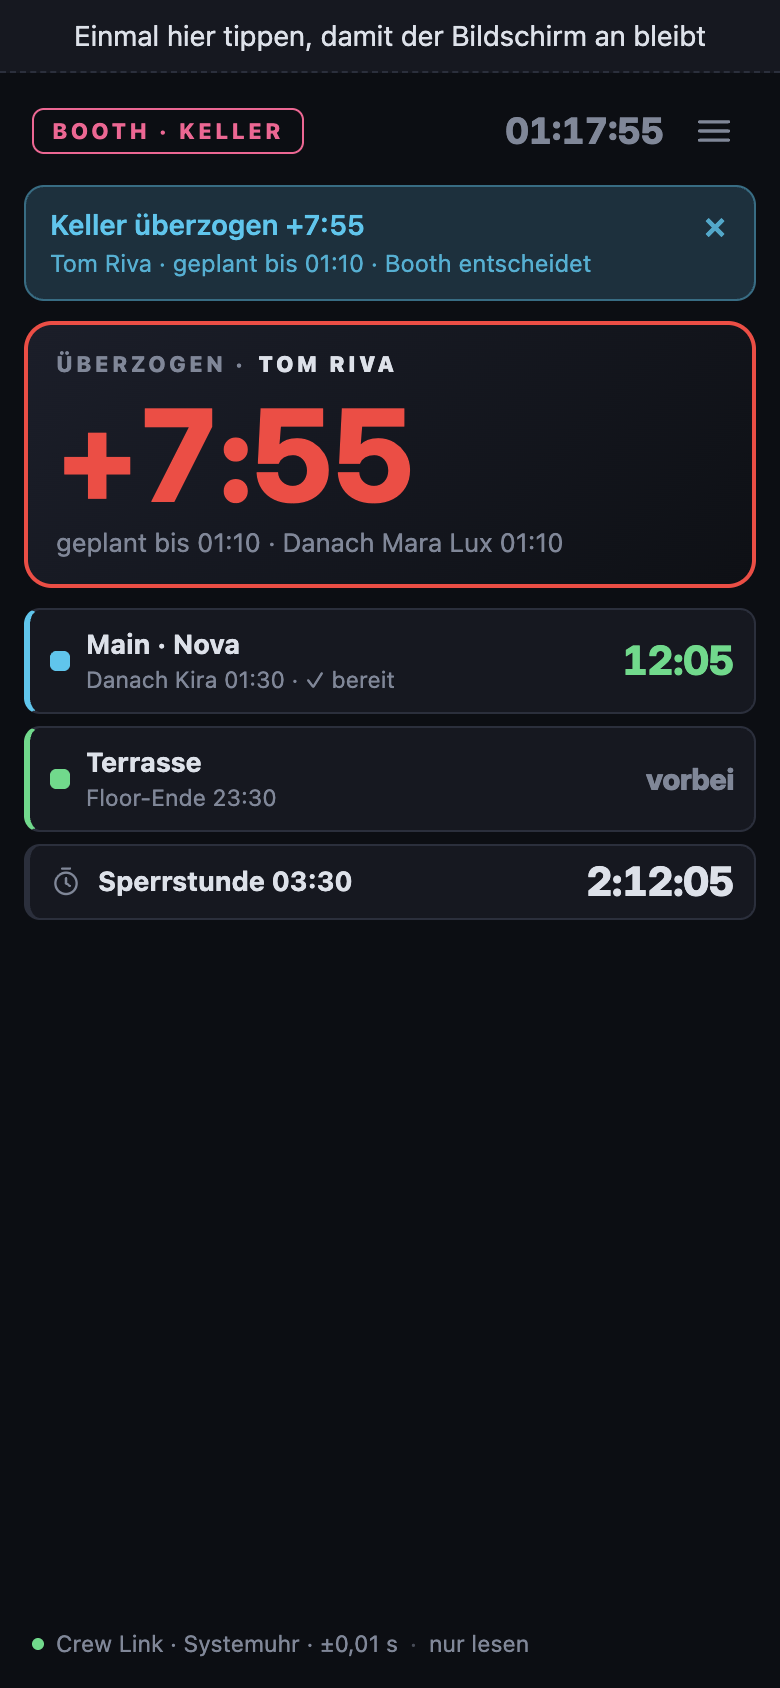 Einmal hier tippen, damit der Bildschirm an bleibt
BOOTH · KELLER
01:17:55
Keller überzogen +7:55
Tom Riva · geplant bis 01:10 · Booth entscheidet
ÜBERZOGEN · TOM RIVA
+7:55
geplant bis 01:10 · Danach Mara Lux 01:10
Main · Nova
12:05
Danach Kira 01:30 · ✓ bereit
Terrasse
vorbei
Floor-Ende 23:30
Sperrstunde 03:30
2:12:05
Crew Link · Systemuhr · ±0,01 s · nur lesen